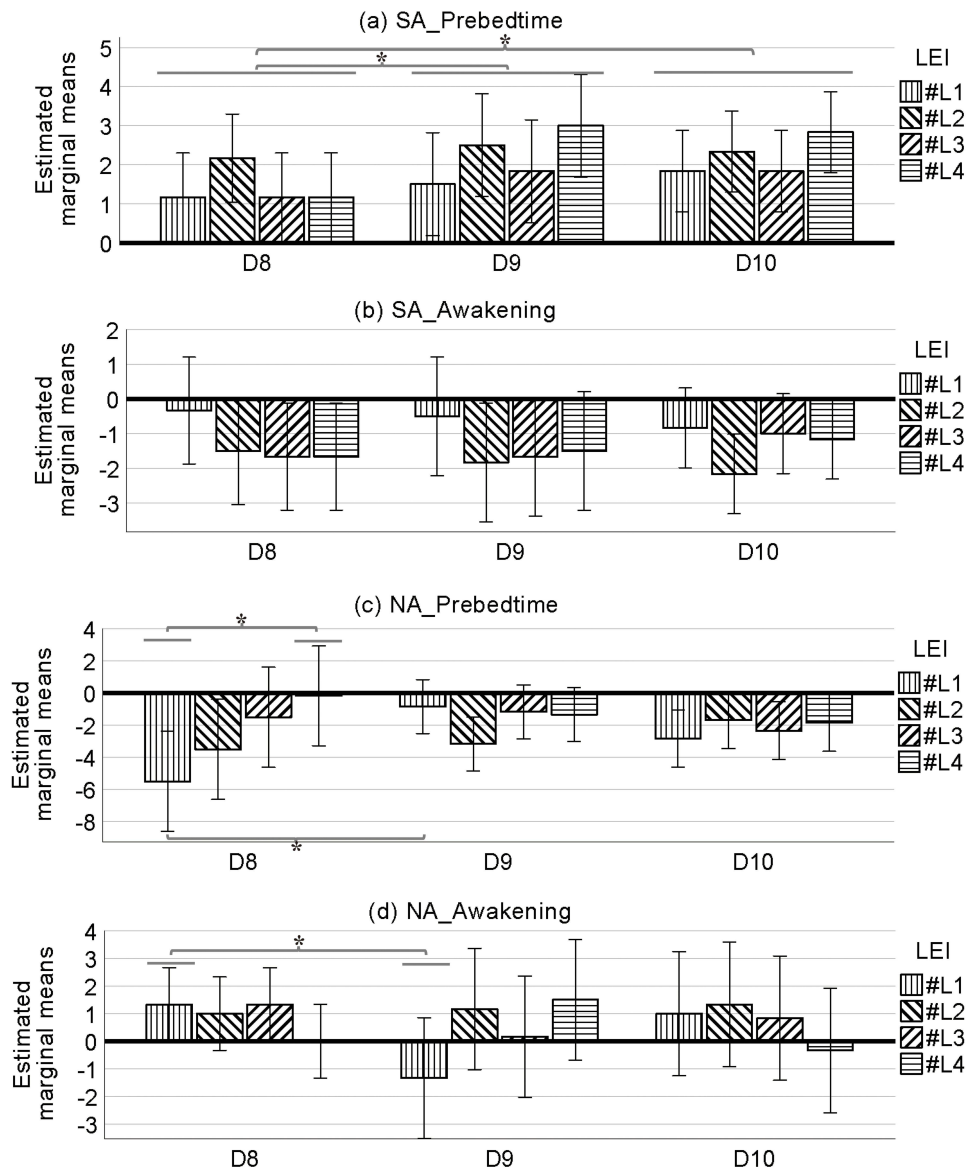 (a) SA_Prebedtime
Estimated
marginal means
5
4
3
2
1
0
*
*
D8
D9
D10
LEI
#L1
#L2
#L3
#L4
(b) SA_Awakening
Estimated
marginal means
2
1
0
-1
-2
-3
D8
D9
D10
LEI
#L1
#L2
#L3
#L4
(c) NA_Prebedtime
Estimated
marginal means
4
2
0
-2
-4
-6
-8
*
*
D8
D9
D10
LEI
#L1
#L2
#L3
#L4
(d) NA_Awakening
Estimated
marginal means
4
3
2
1
0
-1
-2
-3
*
D8
D9
D10
LEI
#L1
#L2
#L3
#L4